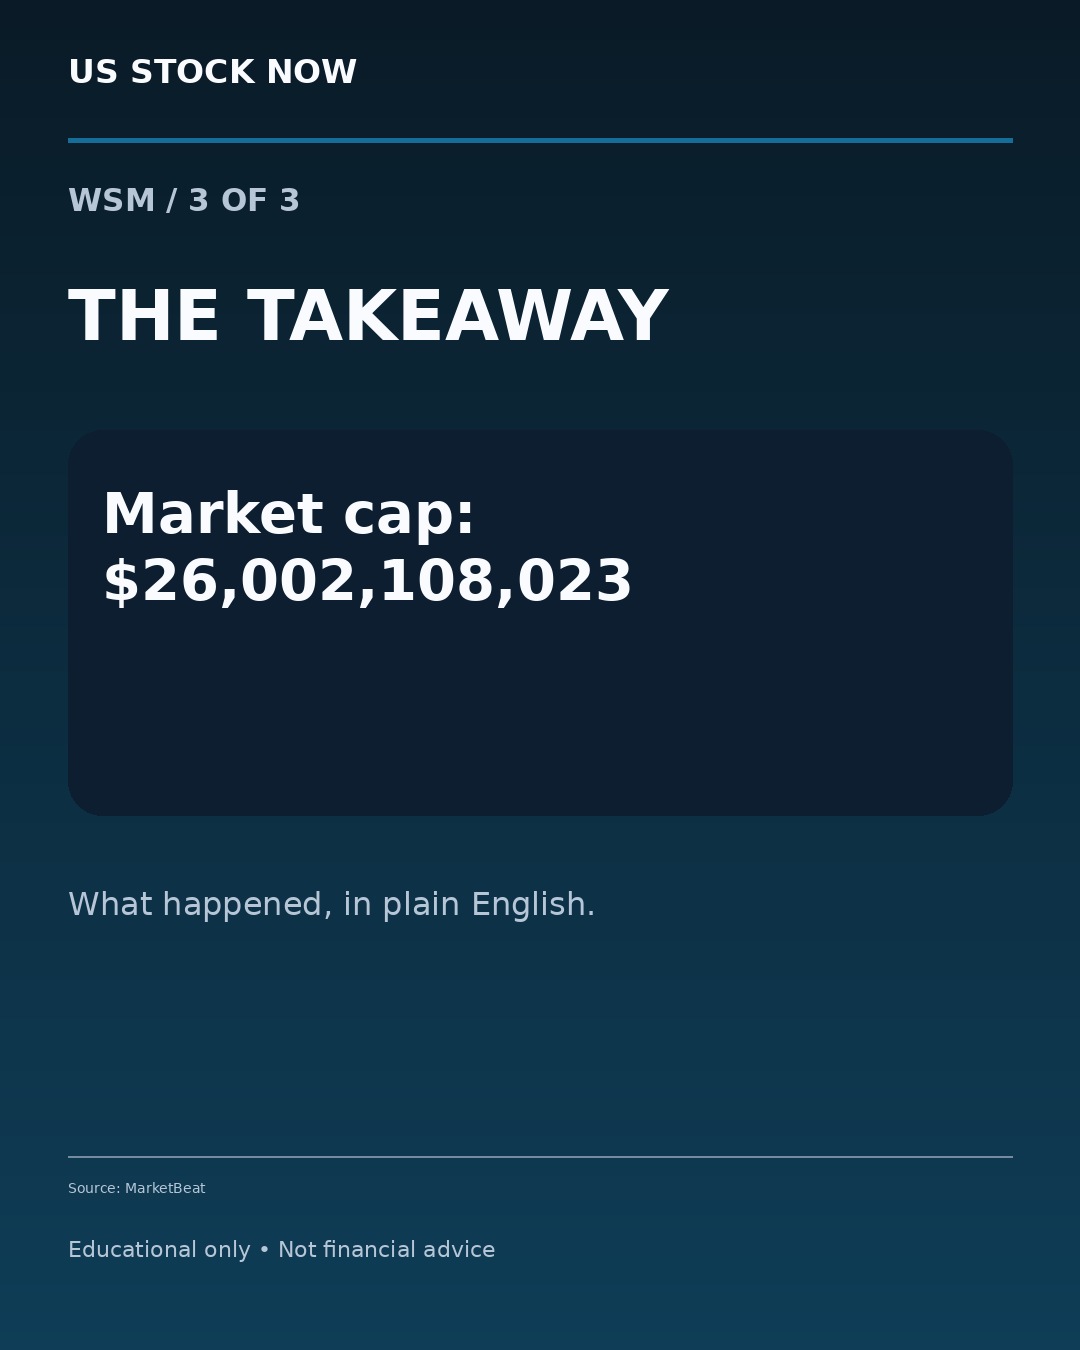 US STOCK NOW
WSM / 3 OF 3
THE TAKEAWAY
Market cap:
$26,002,108,023
What happened, in plain English.
Source: MarketBeat
Educational only • Not financial advice